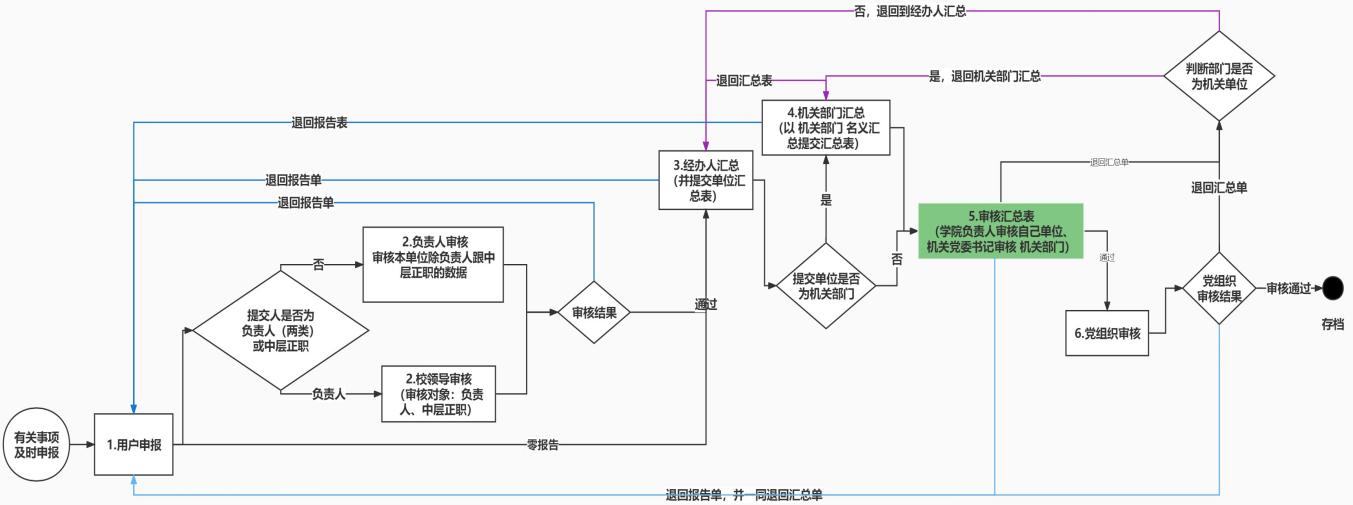 否，退回到经办人汇总
判断部门是否
为机关单位
退回汇总表
是，退回机关部门汇总
4.机关部门汇总
（以 机关部门 名义汇
总提交汇总表）
退回报告表
3.经办人汇总
（并提交单位汇
总表）
退回汇总单
退回报告单
退回汇总单
退回报告单
是
5.审核汇总表
（学院负责人审核自己单位、
机关党委书记审核 机关部门）
2.负责人审核
审核本单位除负责人跟中
层正职的数据
否
否
通过
提交单位是否
为机关部门
党组织
审核结果
审核通过
存档
通过
审核结果
提交人是否为
负责人（两类）
或中层正职
6.党组织审核
负责人
2.校领导审核
（审核对象：负责
人、中层正职）
有关事项
及时申报
1.用户申报
零报告
退回报告单，并一同退回汇总单